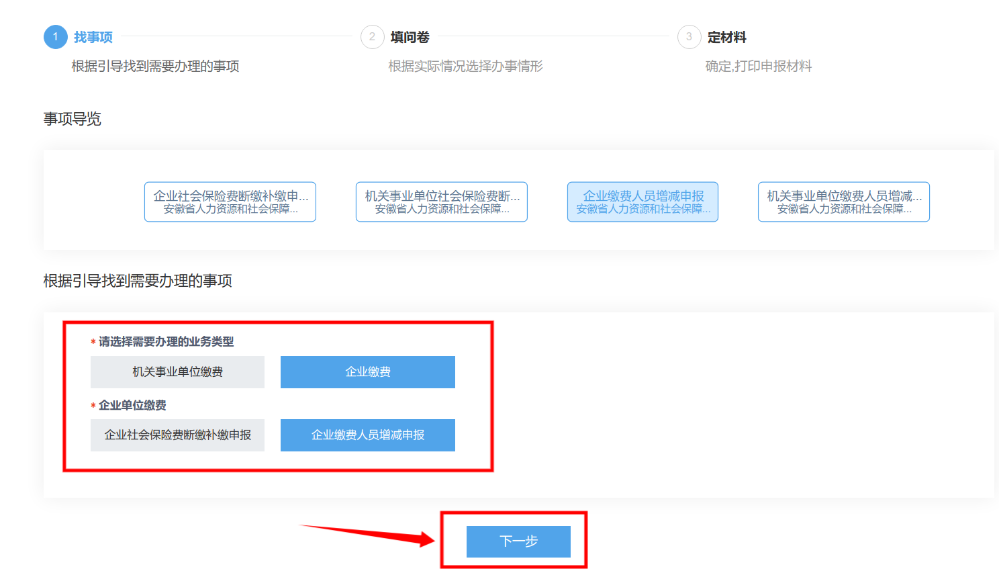 1 找事项
2 填问卷
3 定材料
根据引导找到需要办理的事项
根据实际情况选择办事情形
确定,打印申报材料
事项导览
企业社会保险费断缴补缴申...
安徽省人力资源和社会保障...
机关事业单位社会保险费断...
安徽省人力资源和社会保障...
企业缴费人员增减申报
安徽省人力资源和社会保障...
机关事业单位缴费人员增减...
安徽省人力资源和社会保障...
根据引导找到需要办理的事项
* 请选择需要办理的业务类型
机关事业单位缴费
企业缴费
* 企业单位缴费
企业社会保险费断缴补缴申报
企业缴费人员增减申报
下一步